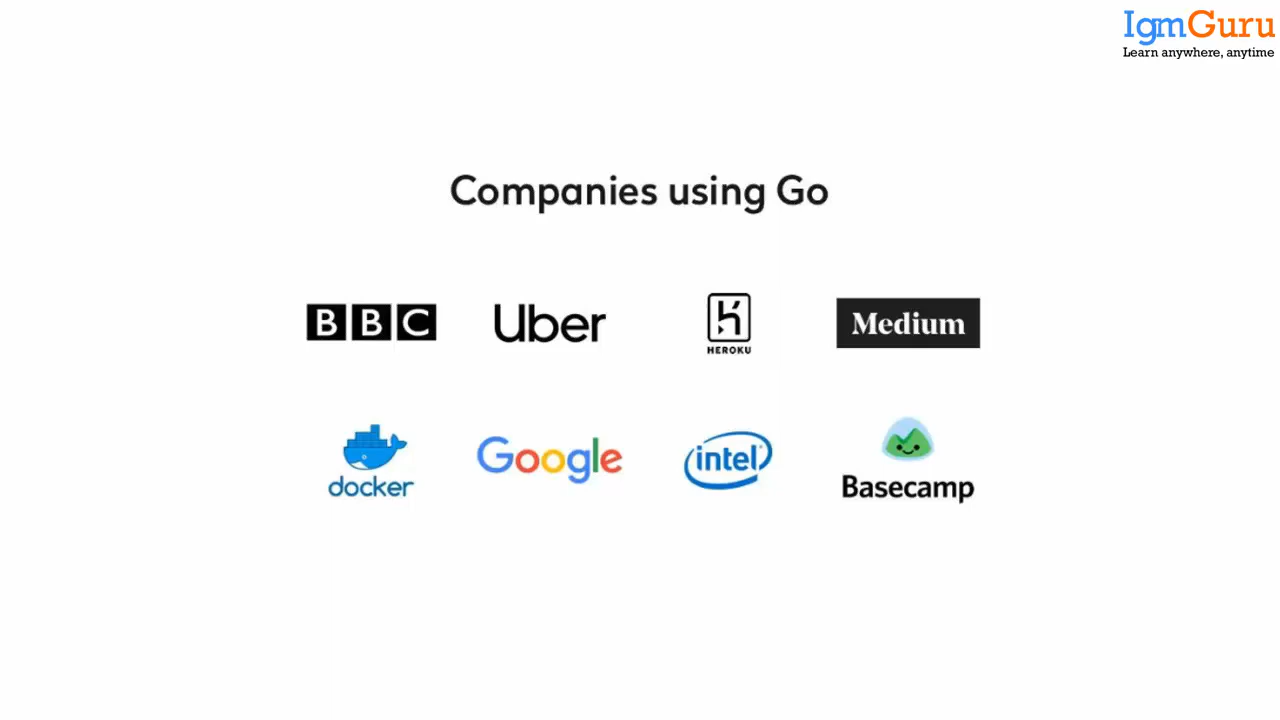 IgmGuru
Learn anywhere, anytime
Companies using Go
BBC
Uber
HEROKU
Medium
docker
Google
intel
Basecamp